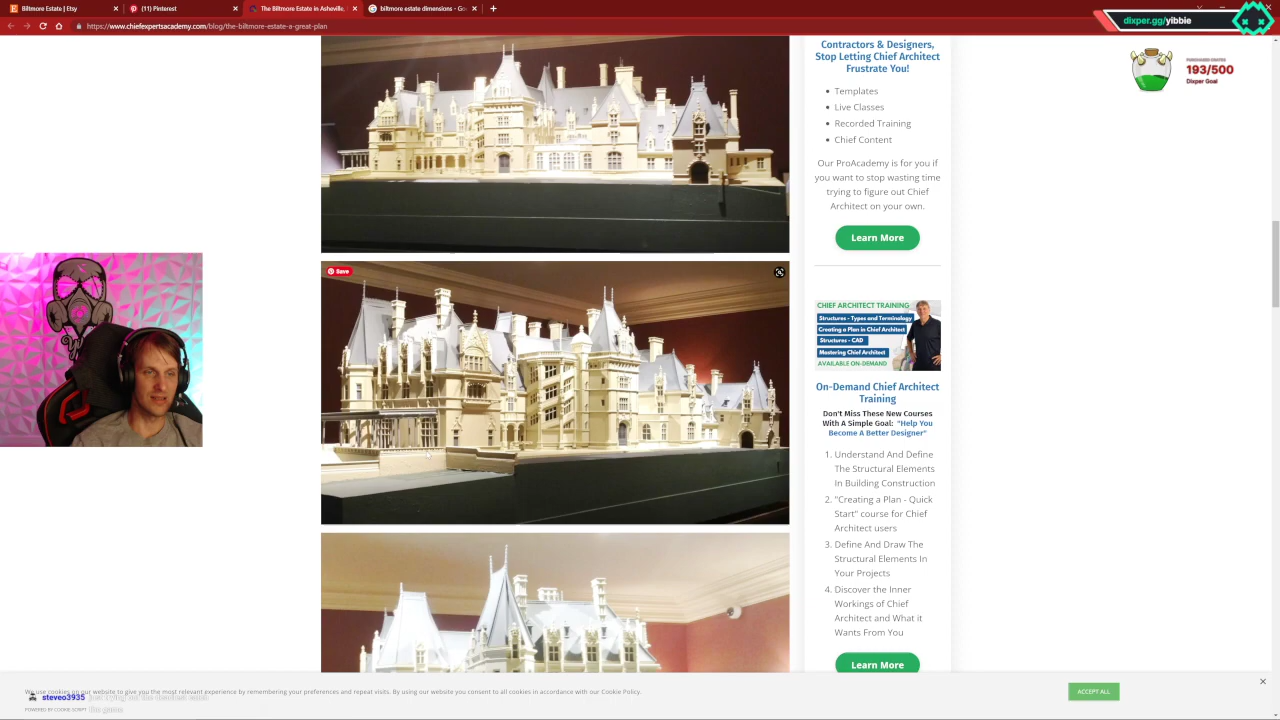 Biltmore Estate | Etsy
(11) Pinterest
The Biltmore Estate in Asheville,
biltmore estate dimensions - Go
https://www.chiefexpertsacademy.com/blog/the-biltmore-estate-a-great-plan
dixper.gg/yibbie
193/500
Dixper Goal
Contractors & Designers,
Stop Letting Chief Architect
Frustrate You!
Templates
Live Classes
Recorded Training
Chief Content
Our ProAcademy is for you if
you want to stop wasting time
trying to figure out Chief
Architect on your own.
Learn More
Save
CHIEF ARCHITECT TRAINING
Structures - Types and Terminology
Creating a Plan in Chief Architect
Structures - CAD
Mastering Chief Architect
AVAILABLE ON-DEMAND
On-Demand Chief Architect
Training
Don't Miss These New Courses
With A Simple Goal: "Help You
Become A Better Designer"
1. Understand And Define
The Structural Elements
In Building Construction
2. "Creating a Plan - Quick
Start" course for Chief
Architect users
3. Define And Draw The
Structural Elements In
Your Projects
4. Discover the Inner
Workings of Chief
Architect and What it
Wants From You
Learn More
We use cookies on our website to give you the most relevant experience by remembering your preferences and repeat visits. By using our website you consent to all cookies in accordance with our Cookie Policy.
steveo3935
POWERED BY COOKIE-SCRIPT
the game
ACCEPT ALL